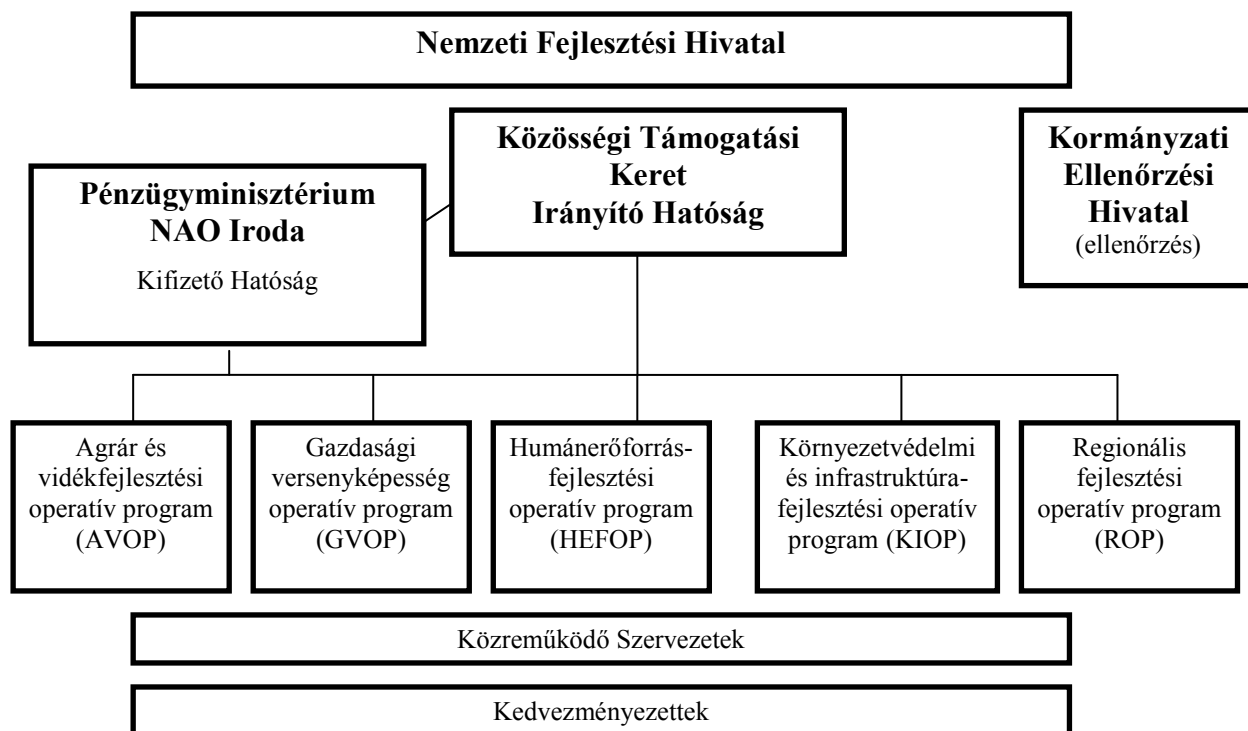 Nemzeti Fejlesztési Hivatal
Pénzügyminisztérium
NAO Iroda
Kifizető Hatóság
Közösségi Támogatási
Keret
Irányító Hatóság
Kormányzati
Ellenőrzési
Hivatal
(ellenőrzés)
Agrár és
vidékfejlesztési
operatív program
(AVOP)
Gazdasági
versenyképesség
operatív program
(GVOP)
Humánerőforrás-
fejlesztési
operatív program
(HEFOP)
Környezetvédelmi
és infrastruktúra-
fejlesztési operatív
program (KIOP)
Regionális
fejlesztési
operatív program
(ROP)
Közreműködő Szervezetek
Kedvezményezettek